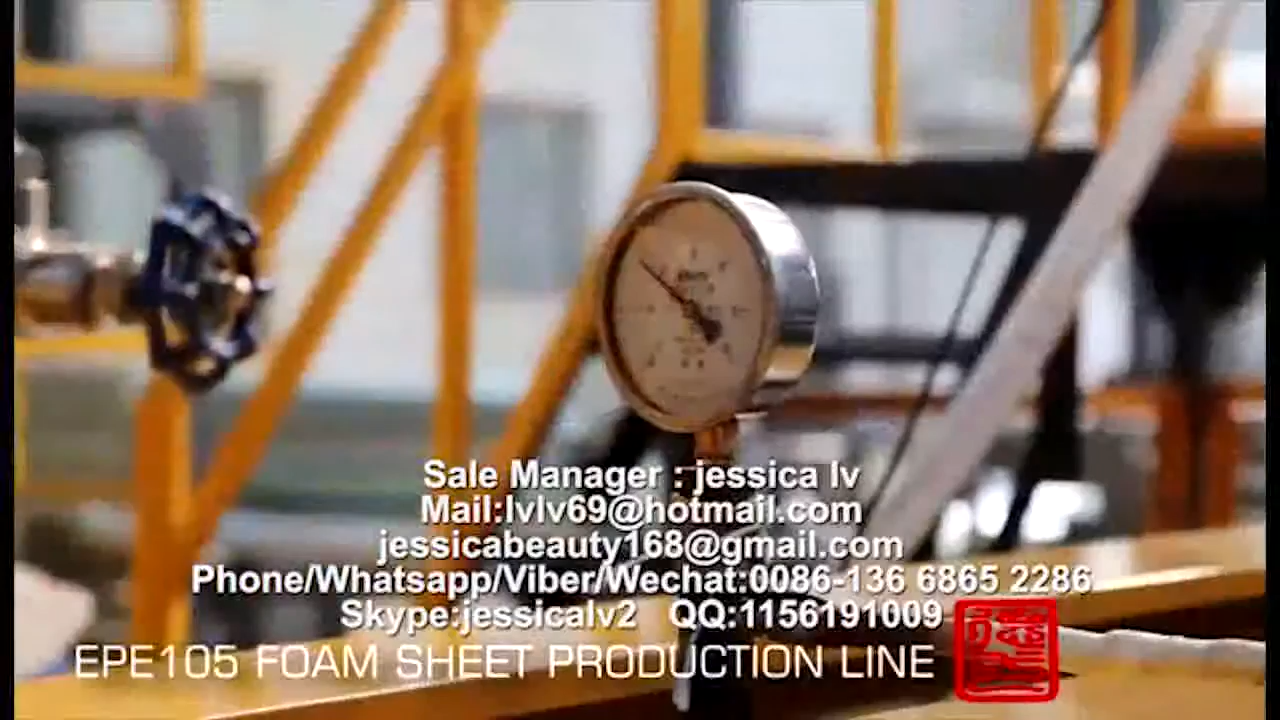 Sale Manager : jessica lv
Mail:lvlv69@hotmail.com
jessicabeauty168@gmail.com
Phone/Whatsapp/Viber/Wechat:0086-136 6865 2286
Skype:jessicalv2 QQ:1156191009
EPE105 FOAM SHEET PRODUCTION LINE